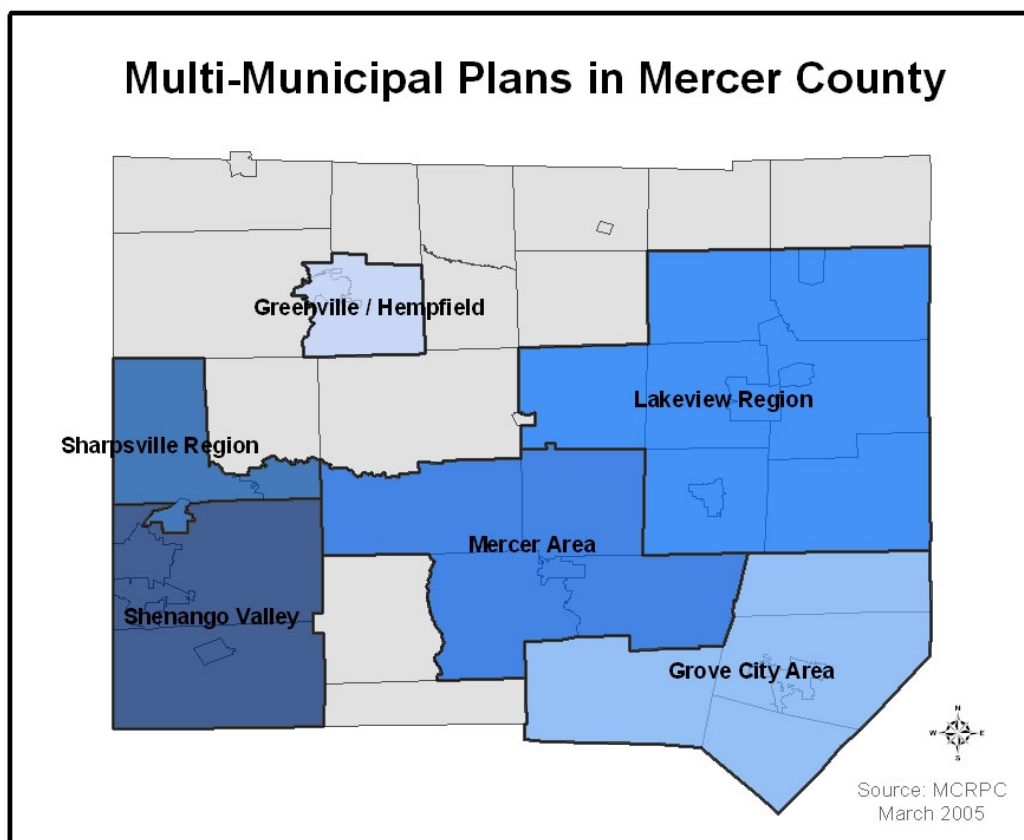 Multi-Municipal Plans in Mercer County
Greenville / Hempfield
Lakeview Region
Sharpsville Region
Mercer Area
Shenango Valley
Grove City Area
N
W E
S
Source: MCRPC
March 2005